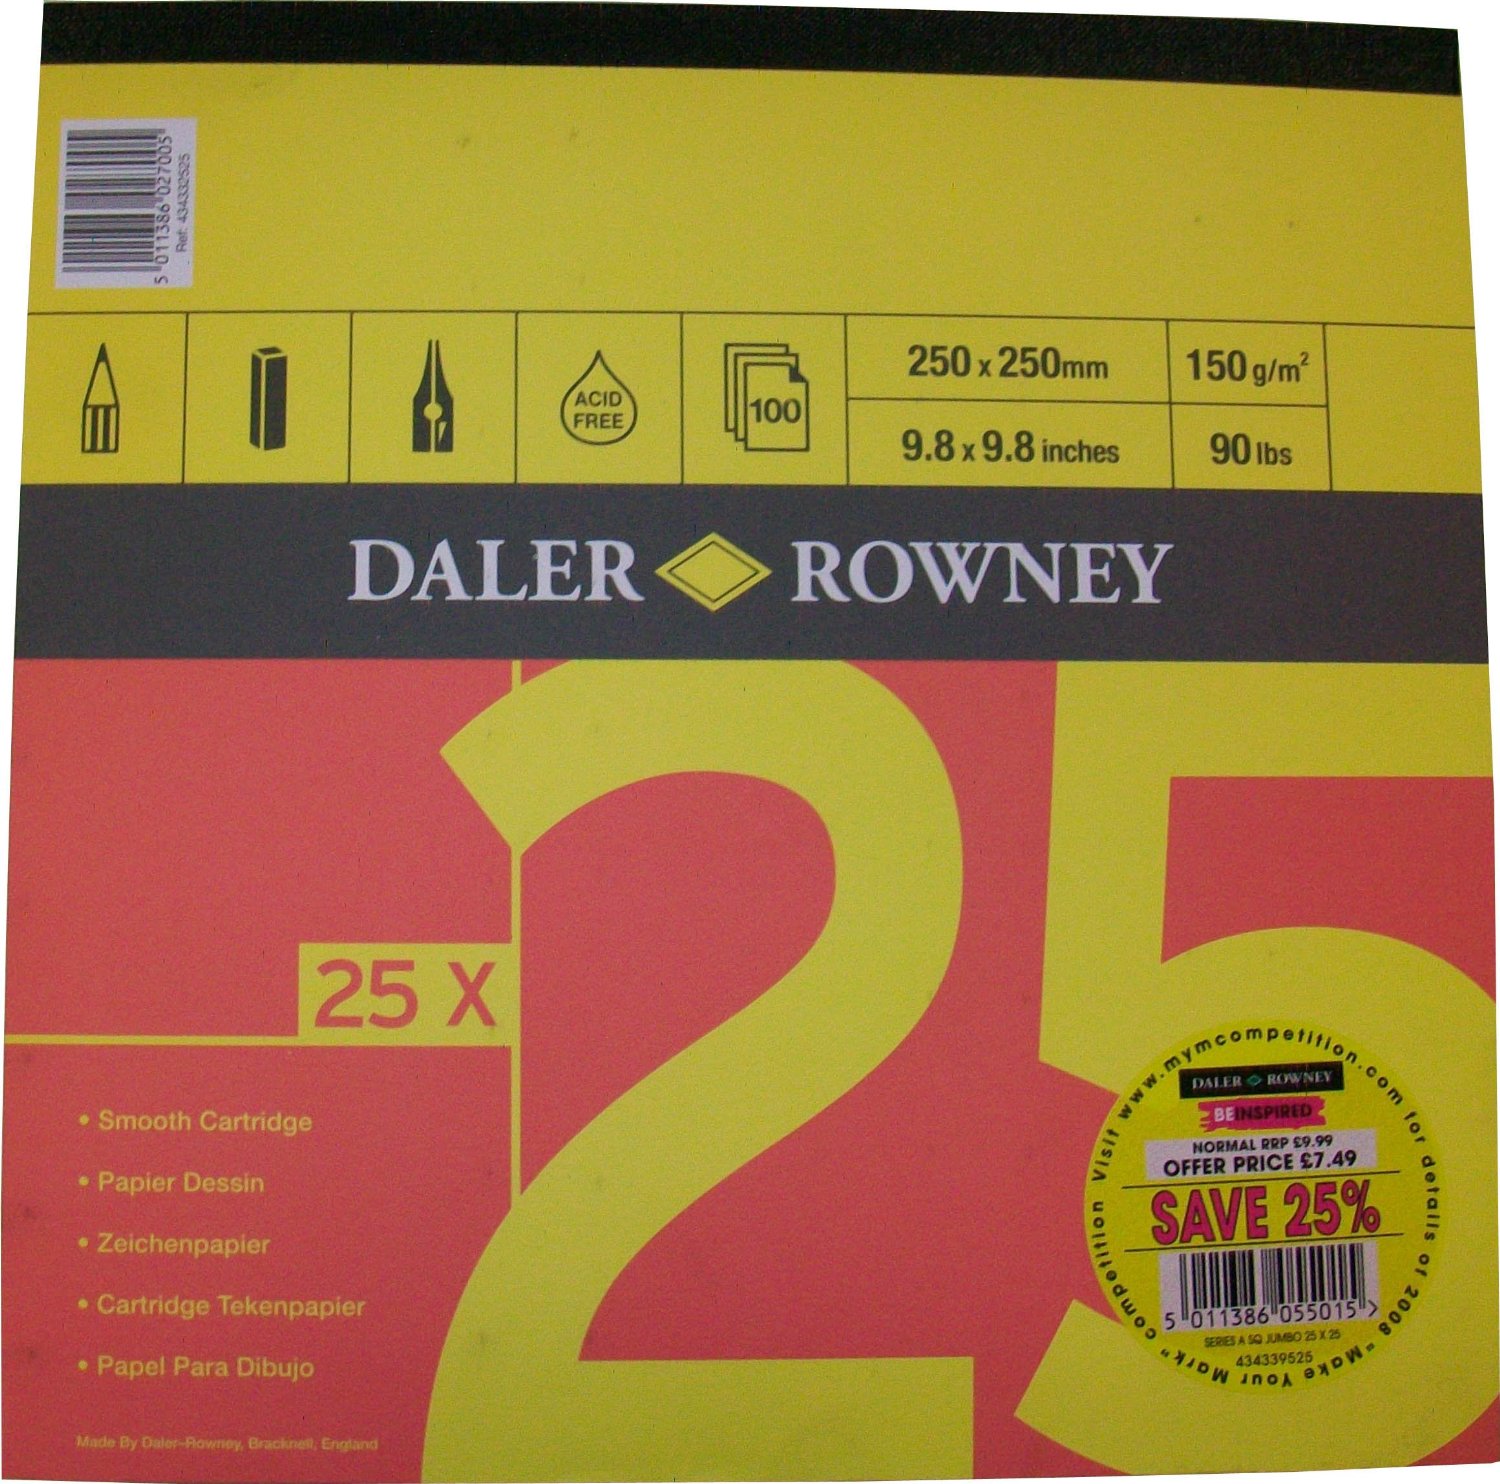 5 011386 027005
Ref: 434332525
ACID
FREE
100
250 x 250mm
150 g/m²
9.8 x 9.8 inches
90 lbs
DALER ROWNEY
25
25 X
• Smooth Cartridge
• Papier Dessin
• Zeichenpapier
• Cartridge Tekenpapier
• Papel Para Dibujo
Made By Daler-Rowney, Bracknell, England
Visit www.mymcompetition.com for details of 2008 "Make Your Mark" competition
DALER ROWNEY
BEINSPIRED
NORMAL RRP £9.99
OFFER PRICE £7.49
SAVE 25%
5 011386 055015 >
SERIES A SQ JUMBO 25 X 25
434339525